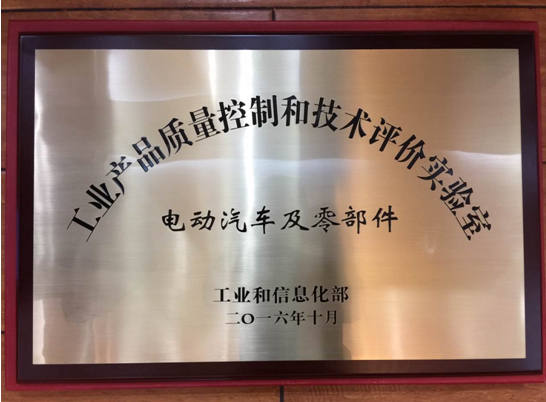 工业产品质量控制和技术评价实验室
电动汽车及零部件
工业和信息化部
二〇一六年十月